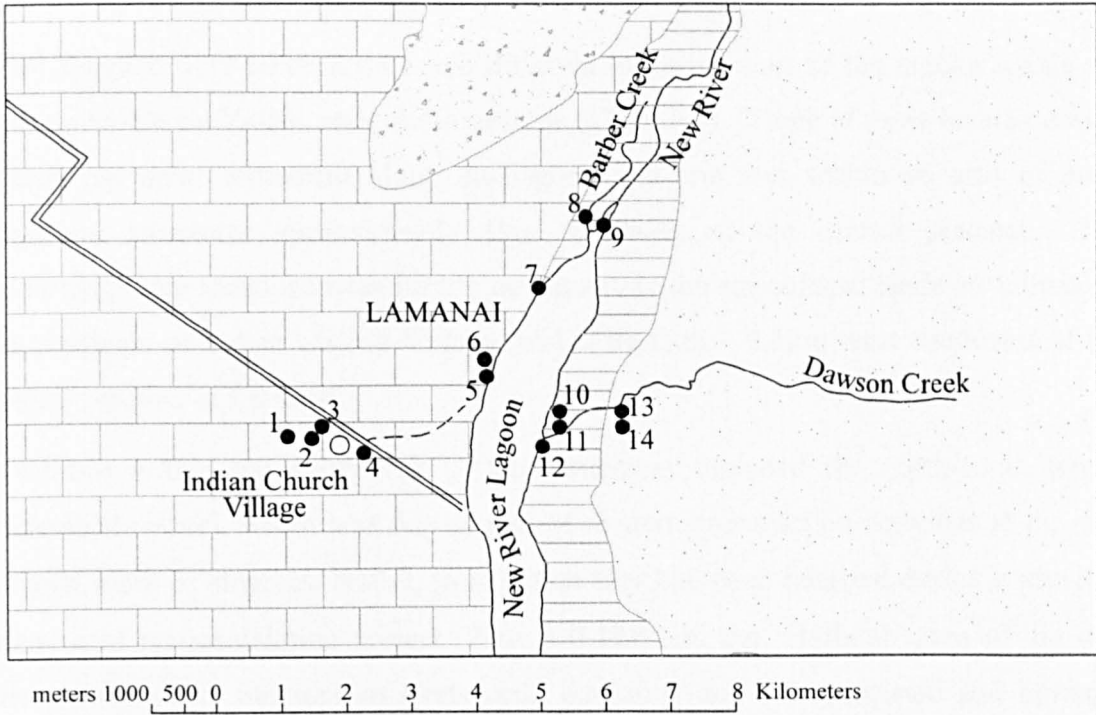 Barber Creek
New River
8
9
7
LAMANAI
6
5
Dawson Creek
3
1
2
4
10
13
11
14
12
Indian Church
Village
New River Lagoon
meters 1000 500 0 1 2 3 4 5 6 7 8 Kilometers